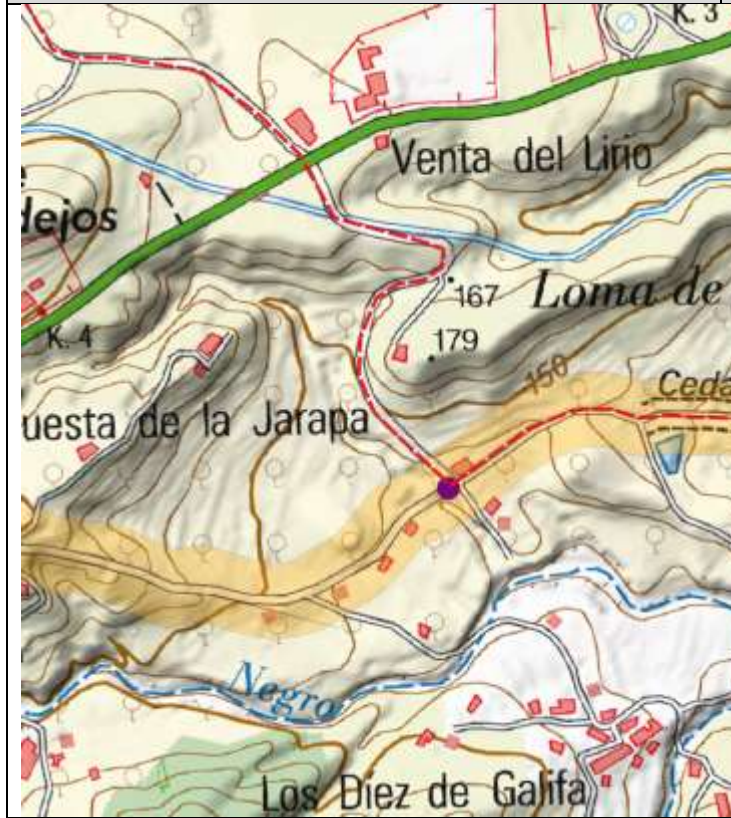 K. 3
Venta del Lirio
dejos
167
Loma de
K. 4
179
150
Ceda
uesta de la Jarapa
Negro
Los Diez de Galifa